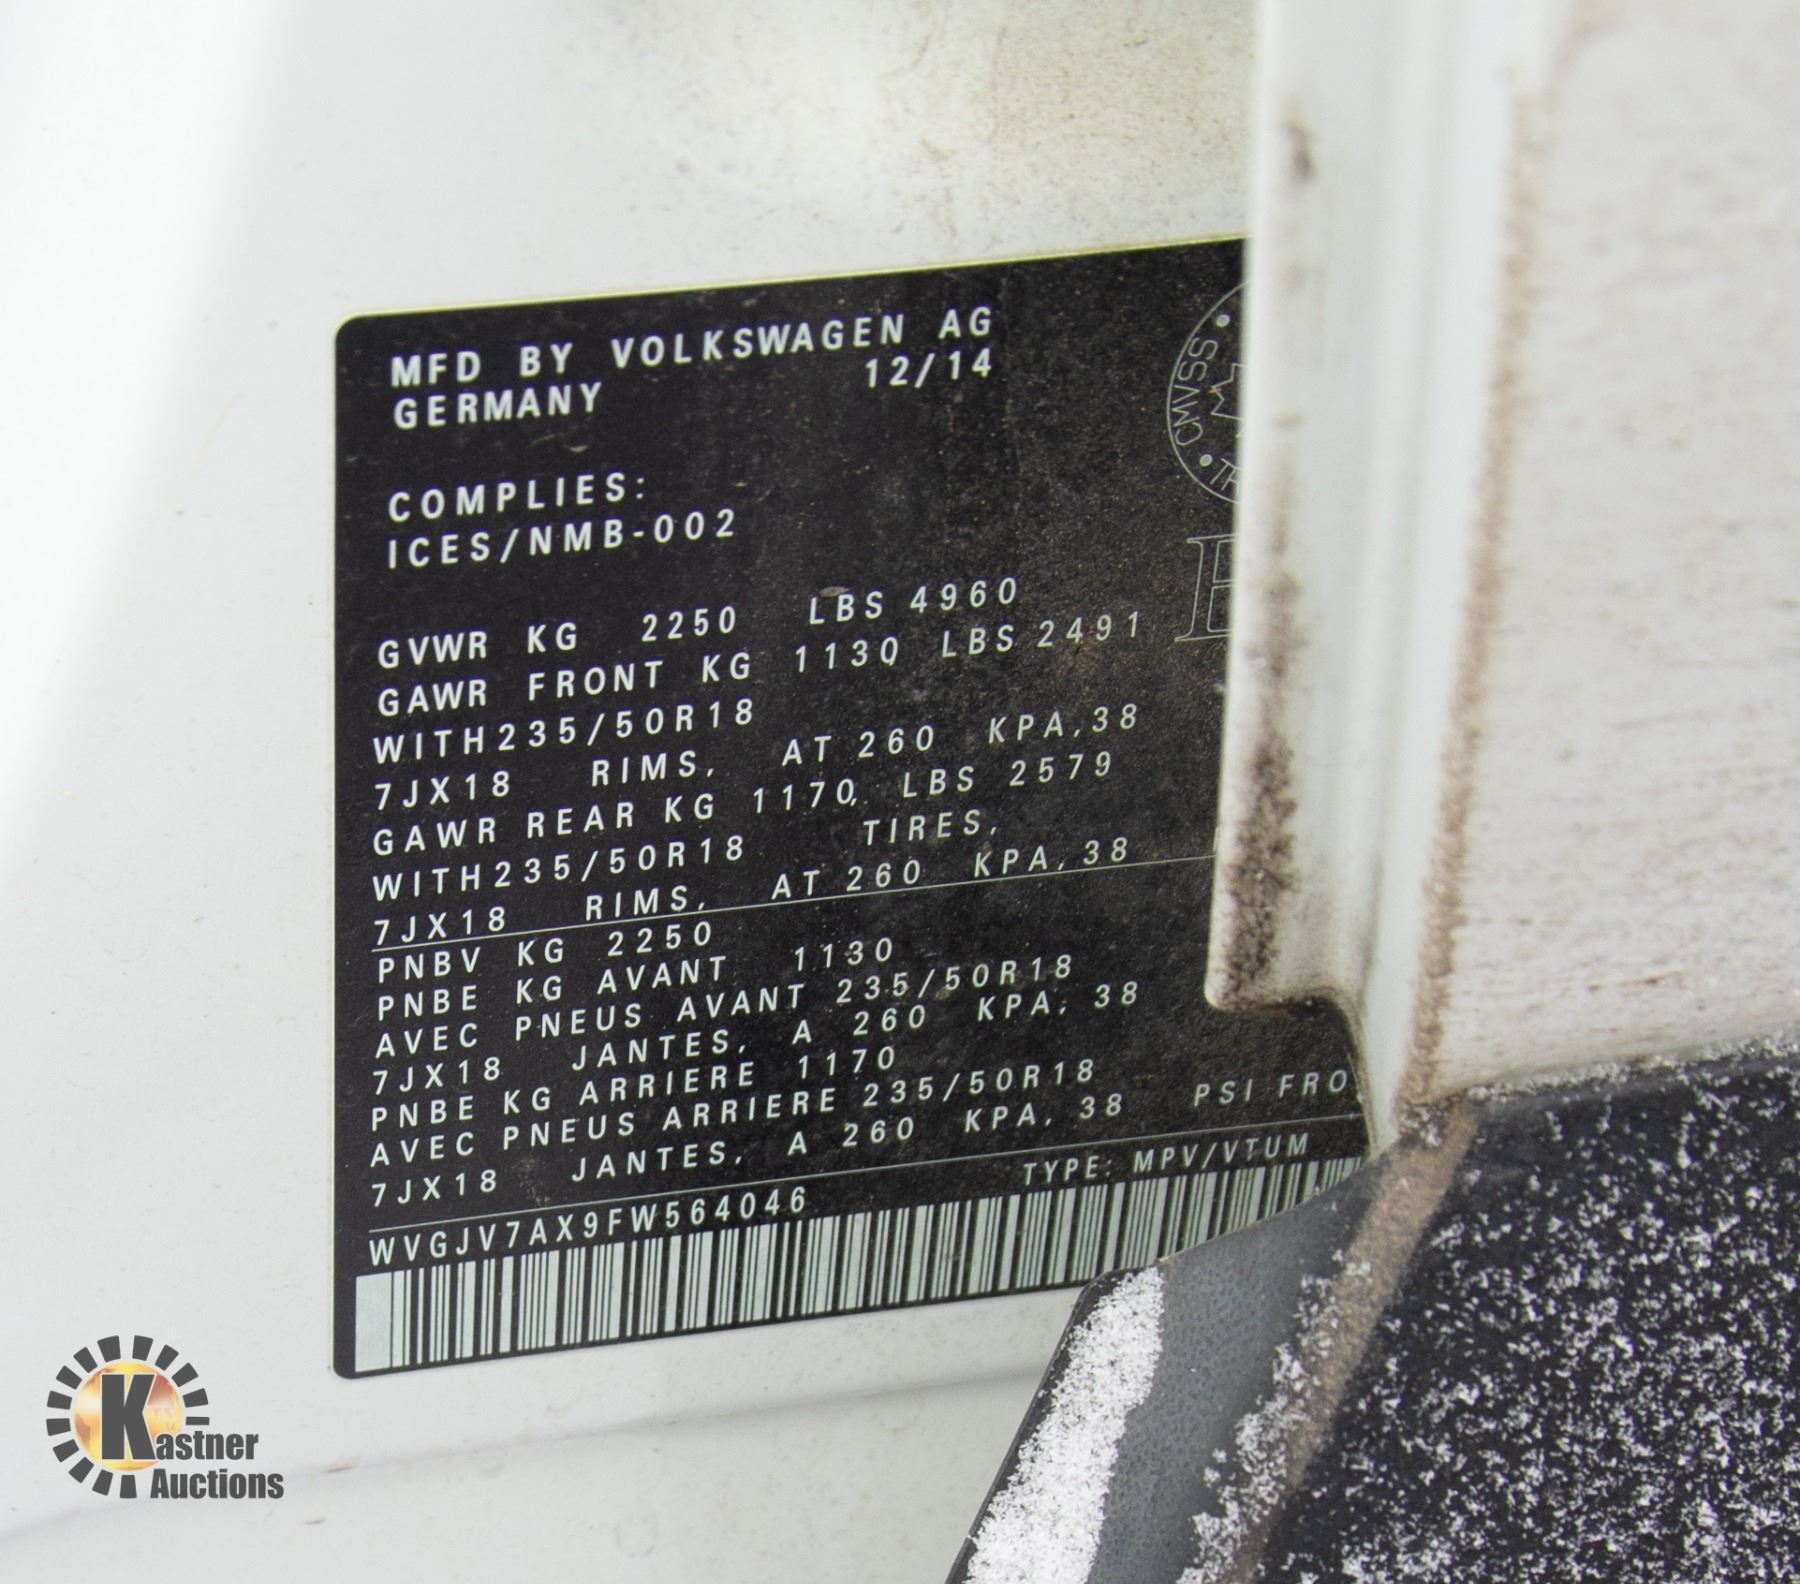 MFD BY VOLKSWAGEN AG
GERMANY 12/14
CMVSS
COMPLIES:
ICES/NMB-002
GVWR KG 2250 LBS 4960
GAWR FRONT KG 1130 LBS 2491
WITH235/50R18
7JX18 RIMS, AT 260 KPA,38
GAWR REAR KG 1170, LBS 2579
WITH235/50R18 TIRES,
7JX18 RIMS, AT 260 KPA,38
PNBV KG 2250
PNBE KG AVANT 1130
AVEC PNEUS AVANT 235/50R18
7JX18 JANTES, A 260 KPA, 38
PNBE KG ARRIERE 1170
AVEC PNEUS ARRIERE 235/50R18
7JX18 JANTES, A 260 KPA, 38 PSI FRO
WVGJV7AX9FW564046 TYPE: MPV/VTUM
Kastner
Auctions